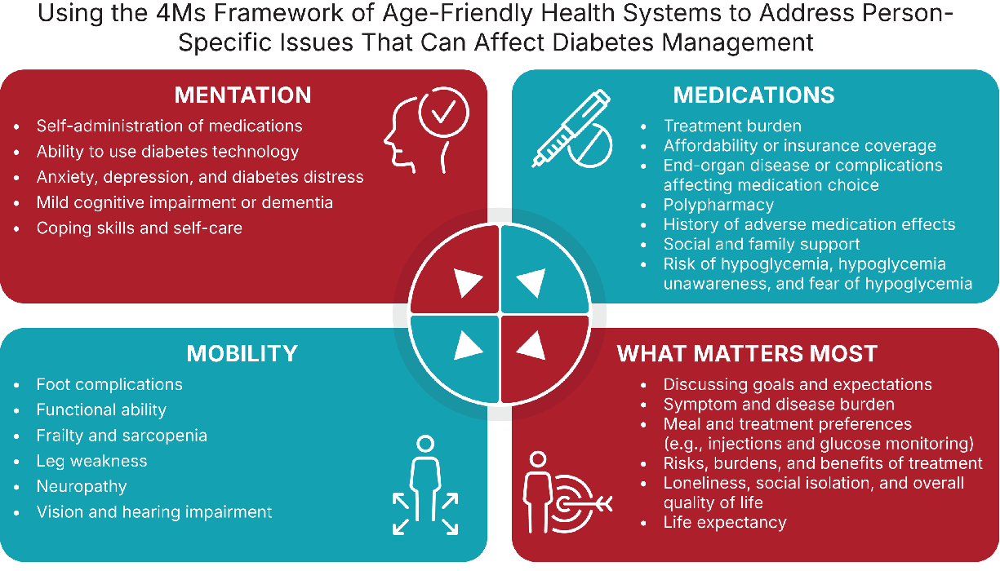 Using the 4Ms Framework of Age-Friendly Health Systems to Address Person-
Specific Issues That Can Affect Diabetes Management
MENTATION
• Self-administration of medications
• Ability to use diabetes technology
• Anxiety, depression, and diabetes distress
• Mild cognitive impairment or dementia
• Coping skills and self-care
MEDICATIONS
• Treatment burden
• Affordability or insurance coverage
• End-organ disease or complications
affecting medication choice
• Polypharmacy
• History of adverse medication effects
• Social and family support
• Risk of hypoglycemia, hypoglycemia
unawareness, and fear of hypoglycemia
MOBILITY
• Foot complications
• Functional ability
• Frailty and sarcopenia
• Leg weakness
• Neuropathy
• Vision and hearing impairment
WHAT MATTERS MOST
• Discussing goals and expectations
• Symptom and disease burden
• Meal and treatment preferences
(e.g., injections and glucose monitoring)
• Risks, burdens, and benefits of treatment
• Loneliness, social isolation, and overall
quality of life
• Life expectancy